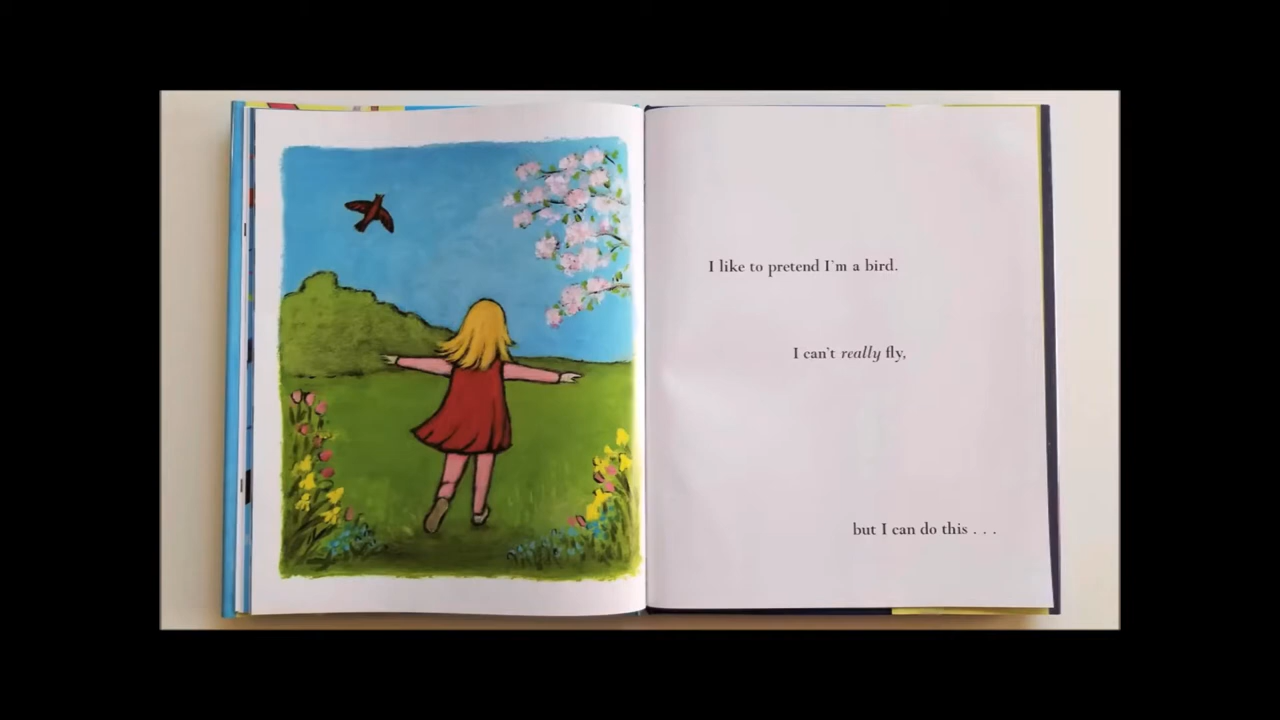 I like to pretend I'm a bird.
I can't really fly,
but I can do this . . .